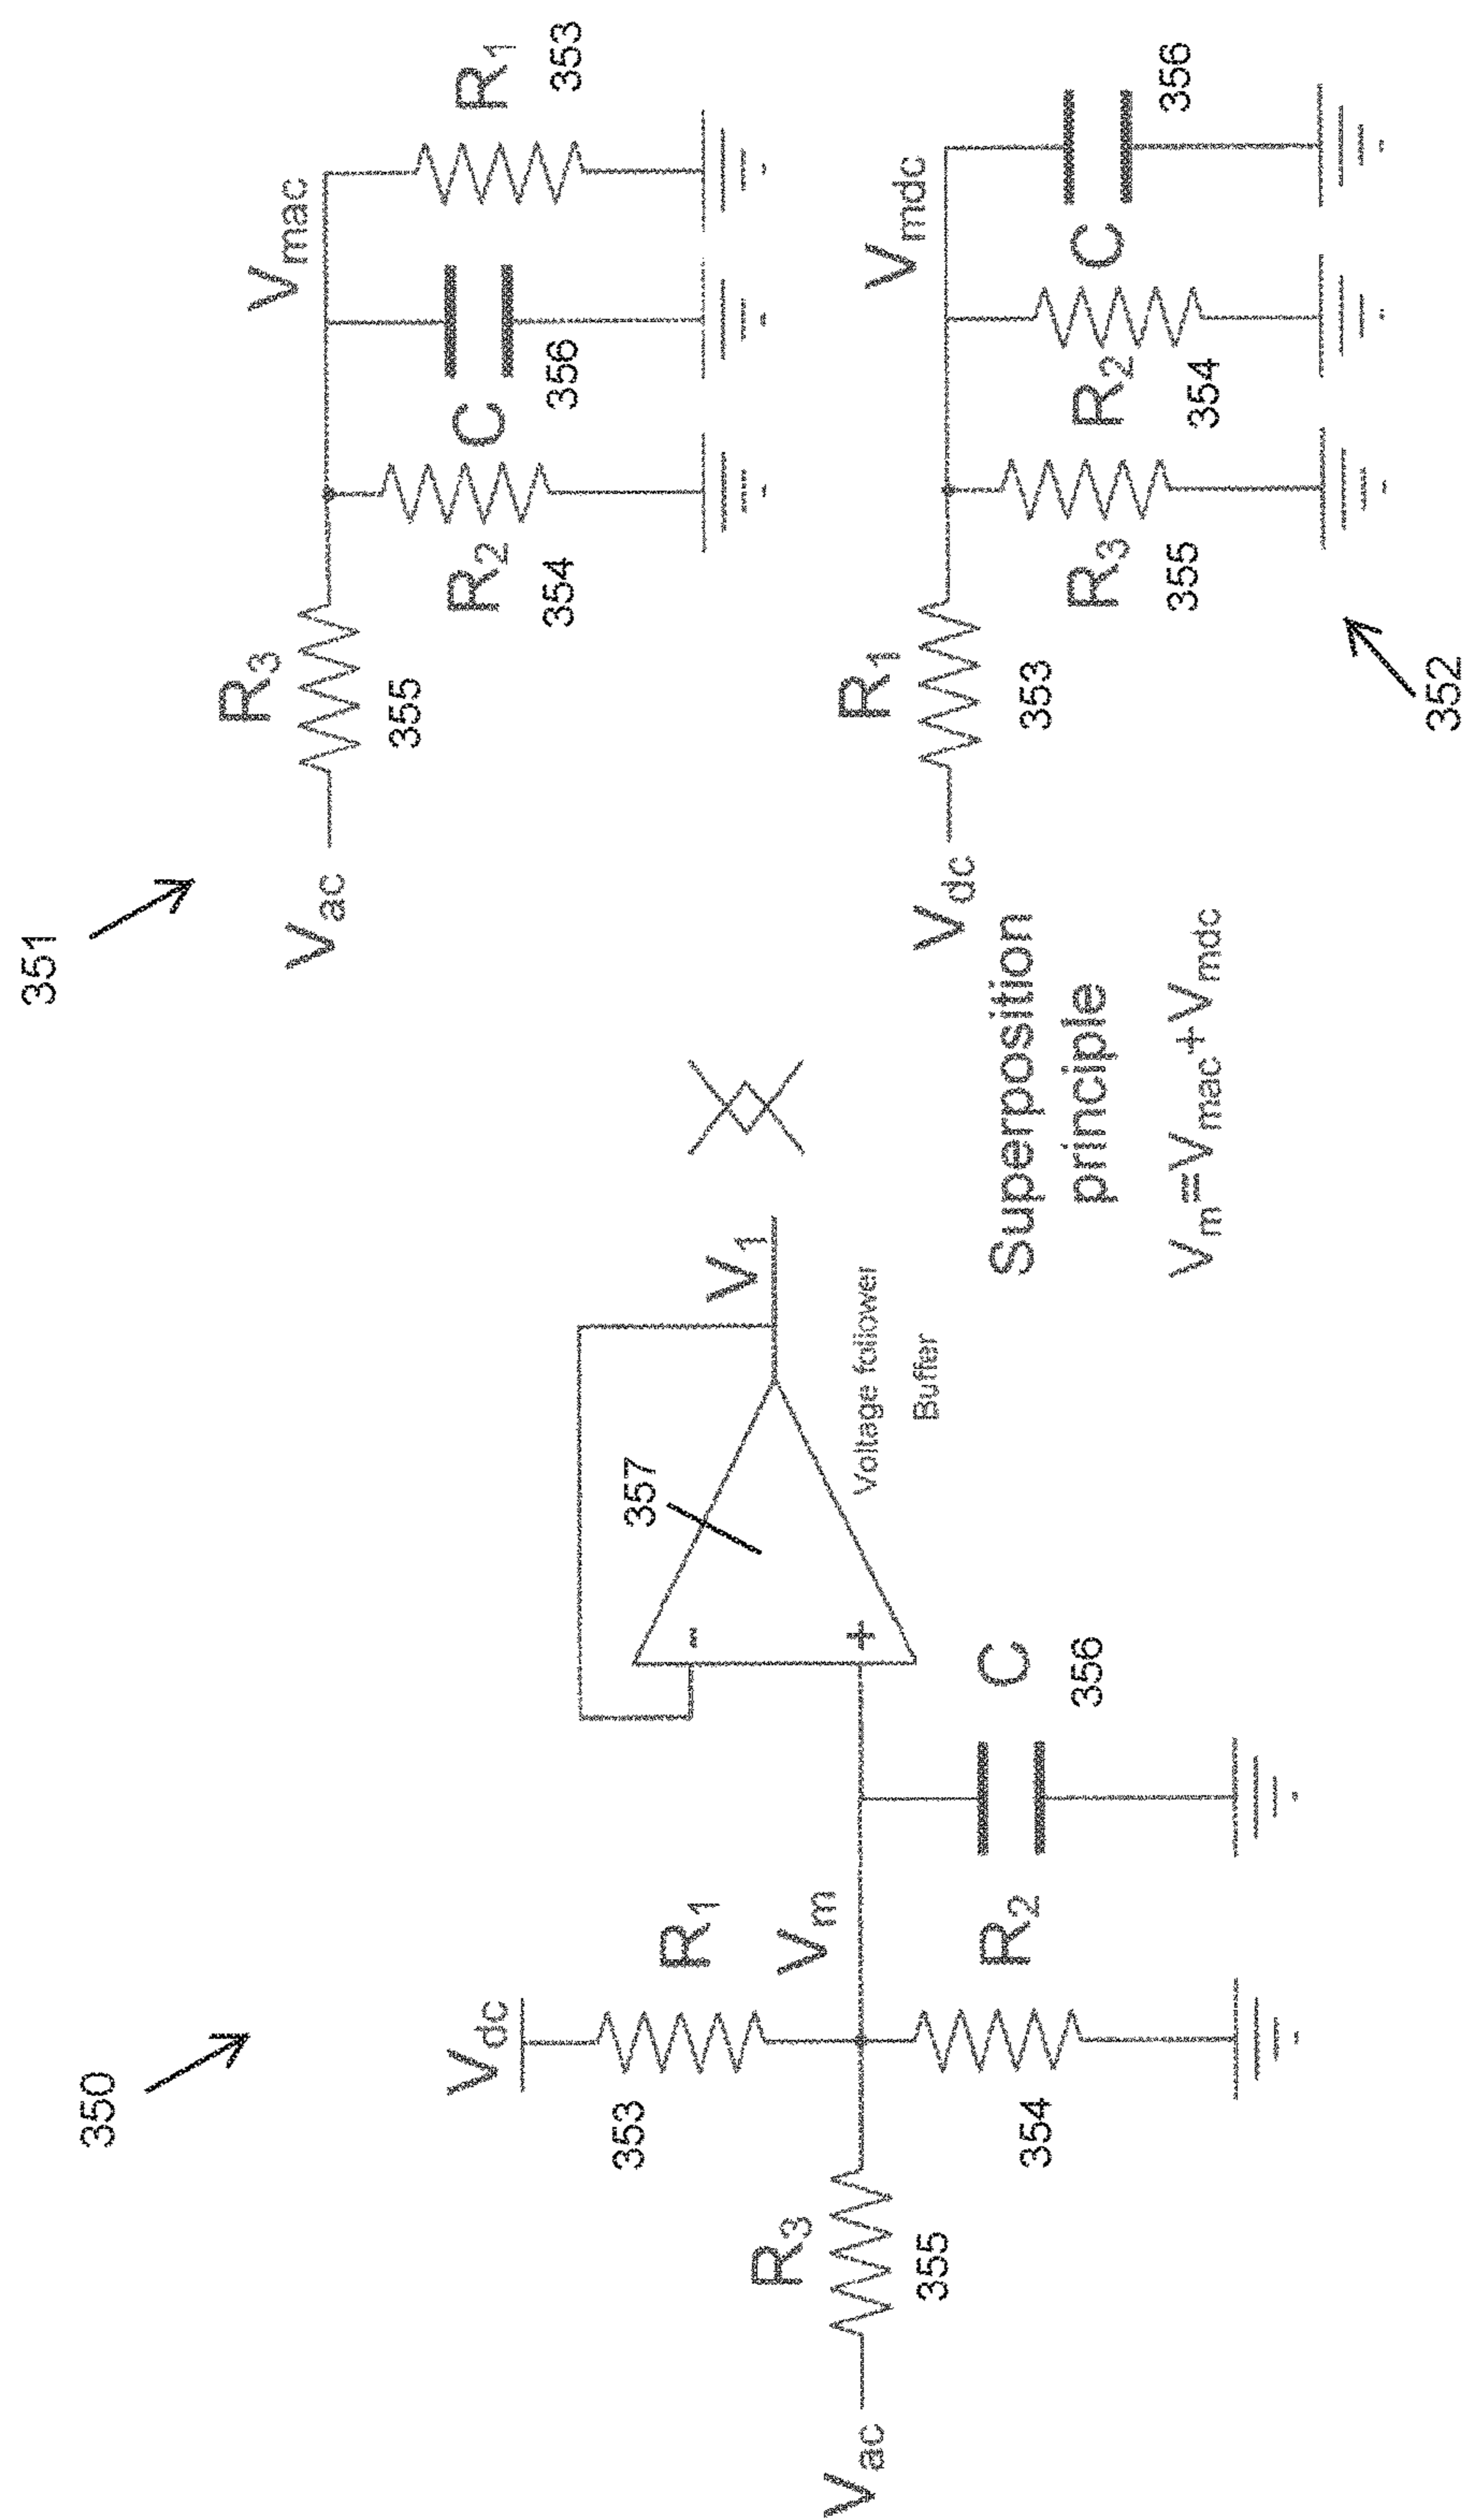 350
V_dc
353
R_1
V_m
V_ac
R_3
355
354
R_2
C
356
357
-
+
V_1
Voltage follower
Buffer
351
V_ac
R_3
355
V_mac
R_2
354
C
356
R_1
353
V_dc
R_1
353
V_mdc
R_3
355
R_2
354
C
356
352
Superposition
principle
V_m=V_mac+V_mdc